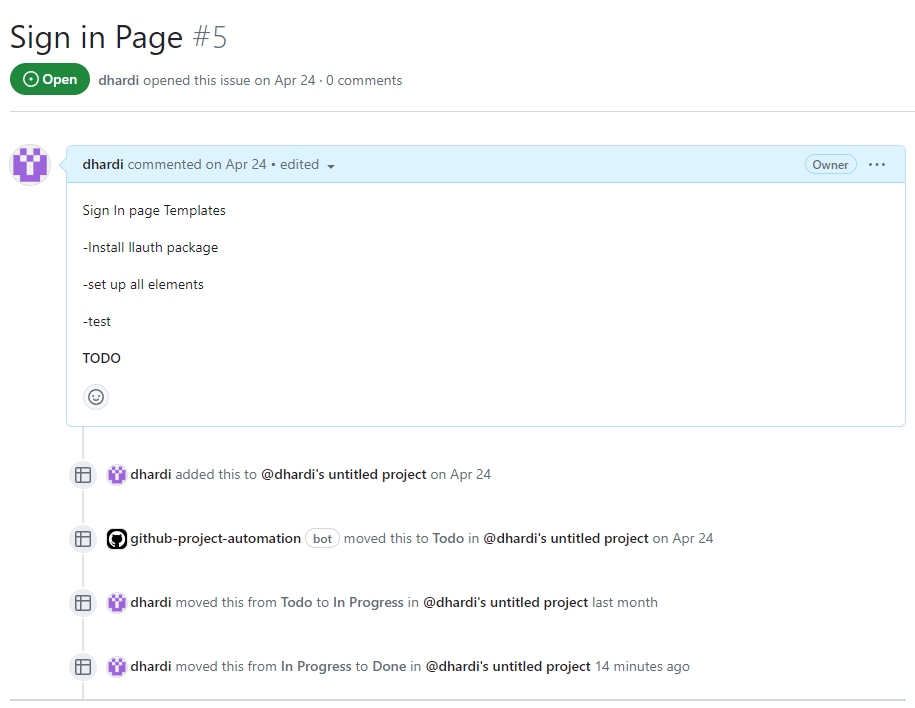 Sign in Page #5
Open dhardi opened this issue on Apr 24 · 0 comments
dhardi commented on Apr 24 • edited Owner
Sign In page Templates
-Install llauth package
-set up all elements
-test
TODO
dhardi added this to @dhardi's untitled project on Apr 24
github-project-automation bot moved this to Todo in @dhardi's untitled project on Apr 24
dhardi moved this from Todo to In Progress in @dhardi's untitled project last month
dhardi moved this from In Progress to Done in @dhardi's untitled project 14 minutes ago